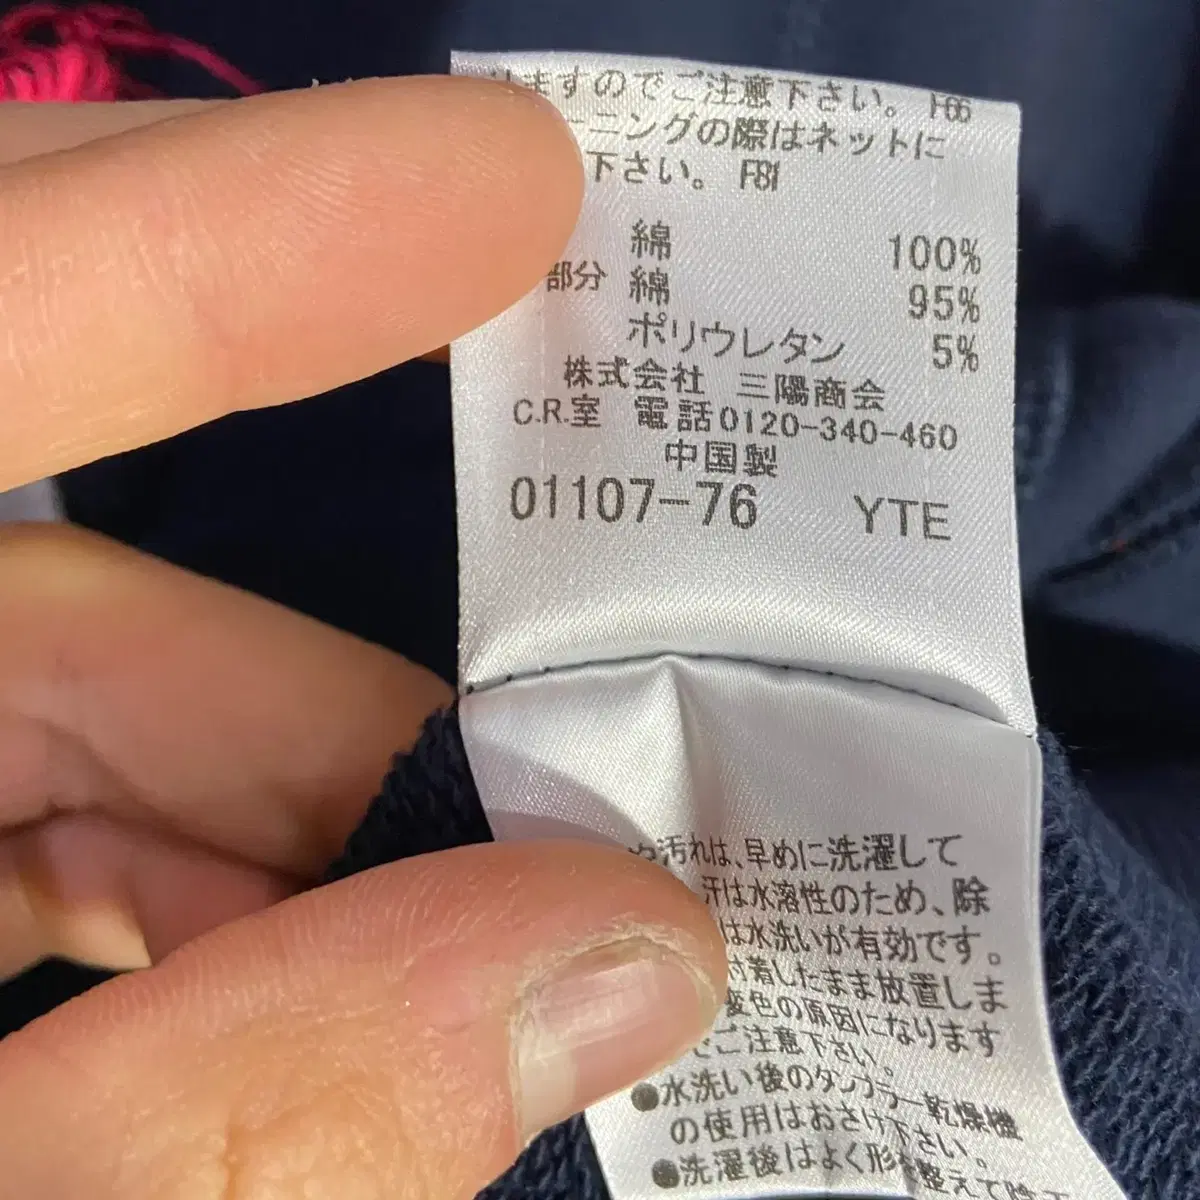 りますのでご注意下さい。 F66
ーニングの際はネットに
下さい。 F81
綿 100%
部分 綿 95%
ポリウレタン 5%
株式会社 三陽商会
C.R.室 電話0120-340-460
中国製
01107-76 YTE
や汚れは、早めに洗濯して
汗は水溶性のため、除
は水洗いが有効です。
付着したまま放置しま
変色の原因になります
でご注意下さい。
●水洗い後のタンブラー乾燥機
の使用はおさけ下さい。
●洗濯後はよく形を整えて